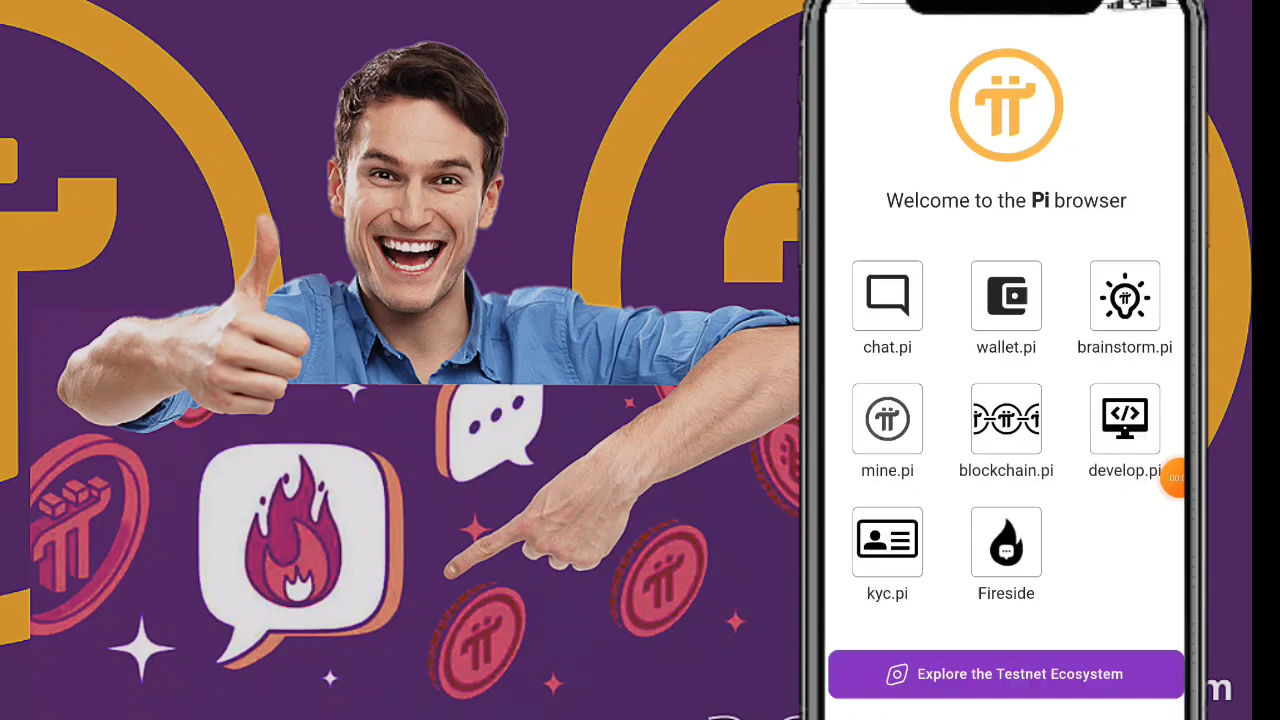 Welcome to the Pi browser
chat.pi
wallet.pi
brainstorm.pi
mine.pi
blockchain.pi
develop.pi
kyc.pi
Fireside
Explore the Testnet Ecosystem